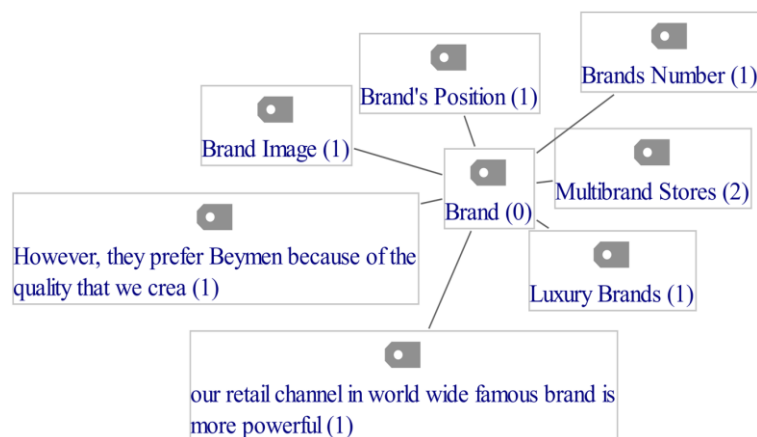 Brands Number (1)
Brand's Position (1)
Brand Image (1)
Multibrand Stores (2)
Brand (0)
However, they prefer Beymen because of the
quality that we crea (1)
Luxury Brands (1)
our retail channel in world wide famous brand is
more powerful (1)